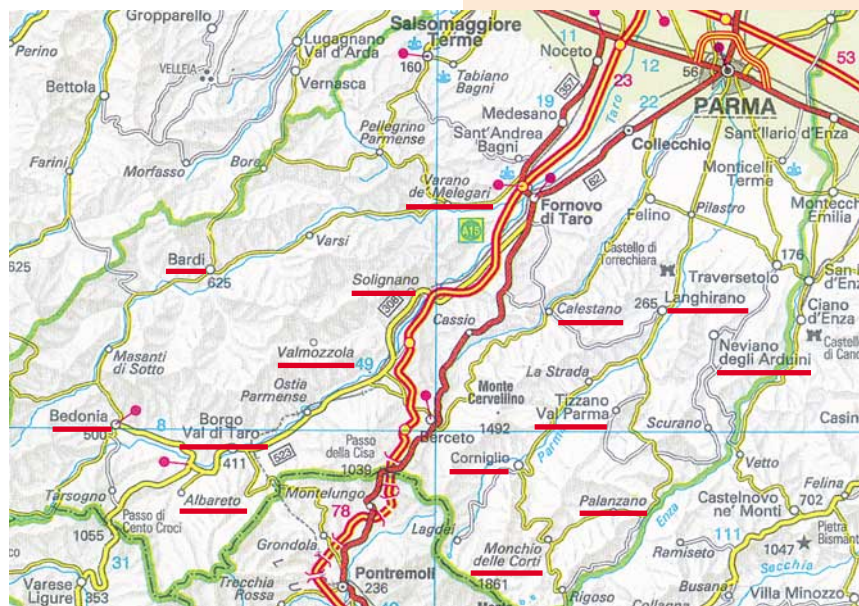 Gropparello
Salsomaggiore
Terme
160
11
22
53
Perino
Lugagnano
Val d'Arda
Noceto
12
56
VELLEIA
Vernasca
Tabiano
Bagni
357
23
PARMA
Bettola
19
Medesano
Taro
22
Sant'Andrea
Bagni
Collecchio
Sant'Ilario d'Enza
Pellegrino
Parmense
62
Monticelli
Terme
Farini
Morfasso
Bore
Varano
de' Melegari
Fornovo
di Taro
Felino
Pilastro
Montecchio
Emilia
A15
Varsi
Castello di
Torrechiara
176
Bardi
625
625
Traversetolo
Solignano
308
Calestano
265
Langhirano
Ciano
d'Enza
Cassio
Masanti
di Sotto
Valmozzola
49
Neviano
degli Arduini
La Strada
Ostia
Parmense
Monte
Cervellino
Tizzano
Val Parma
Bedonia
500
8
Borgo
Val di Taro
411
Berceto
1492
Scurano
523
Passo
della Cisa
1039
Corniglio
Parma
Vetto
Tarsogno
Albareto
Montelungo
Palanzano
Enza
Felina
Castelnovo
ne' Monti
702
Passo di
Cento Croci
1055
78
Lagdei
111
Pietra
Grondola
Monchio
delle Corti
1861
Ramiseto
1047
31
Secchia
Varese
Ligure
353
Trecchia
Rossa
Pontremoli
236
Rigoso
Collagna
Busana
Villa Minozzo